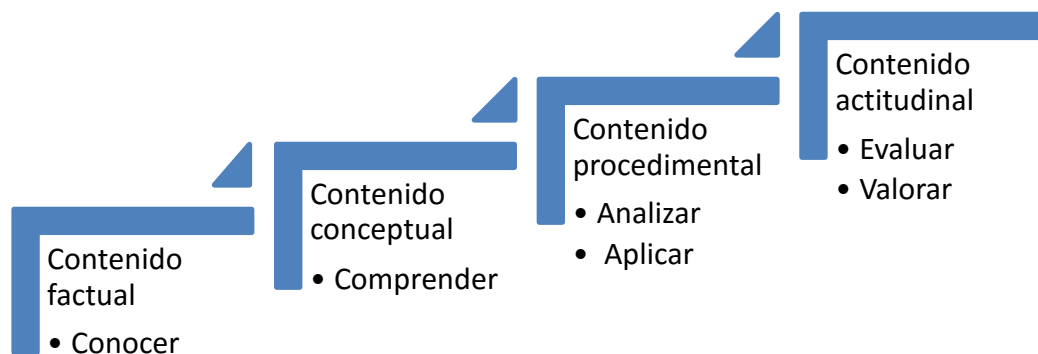 Contenido
factual
• Conocer
Contenido
conceptual
• Comprender
Contenido
procedimental
• Analizar
• Aplicar
Contenido
actitudinal
• Evaluar
• Valorar